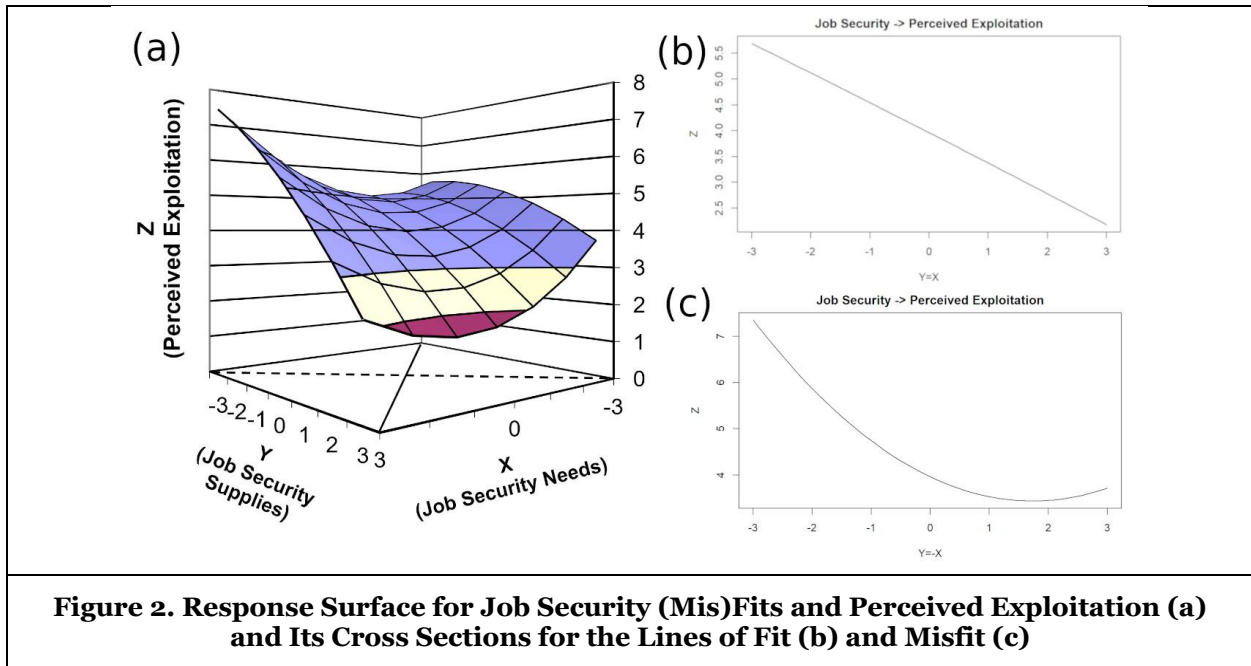 (a)
Z
(Perceived Exploitation)
8
7
6
5
4
3
2
1
0
-3
-2
-1
0
1
2
3
Y
(Job Security
Supplies)
3
0
-3
X
(Job Security Needs)
(b)
Job Security -> Perceived Exploitation
Z
5.5
5.0
4.5
4.0
3.5
3.0
2.5
-3 -2 -1 0 1 2 3
Y=X
(c)
Job Security -> Perceived Exploitation
Z
7
6
5
4
-3 -2 -1 0 1 2 3
Y=-X
Figure 2. Response Surface for Job Security (Mis)Fits and Perceived Exploitation (a)
and Its Cross Sections for the Lines of Fit (b) and Misfit (c)